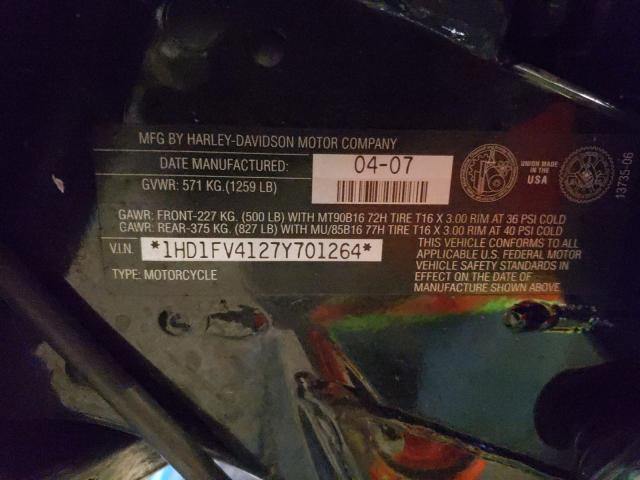 MFG BY HARLEY-DAVIDSON MOTOR COMPANY
DATE MANUFACTURED: 04-07
GVWR: 571 KG. (1259 LB)
UNION MADE IN THE USA
13735-06
GAWR: FRONT-227 KG. (500 LB) WITH MT90B16 72H TIRE T16 X 3.00 RIM AT 36 PSI COLD
GAWR: REAR-375 KG. (827 LB) WITH MU/85B16 77H TIRE T16 X 3.00 RIM AT 40 PSI COLD
V.I.N. *1HD1FV4127Y701264*
TYPE: MOTORCYCLE
THIS VEHICLE CONFORMS TO ALL
APPLICABLE U.S. FEDERAL MOTOR
VEHICLE SAFETY STANDARDS IN
EFFECT ON THE DATE OF
MANUFACTURE SHOWN ABOVE.